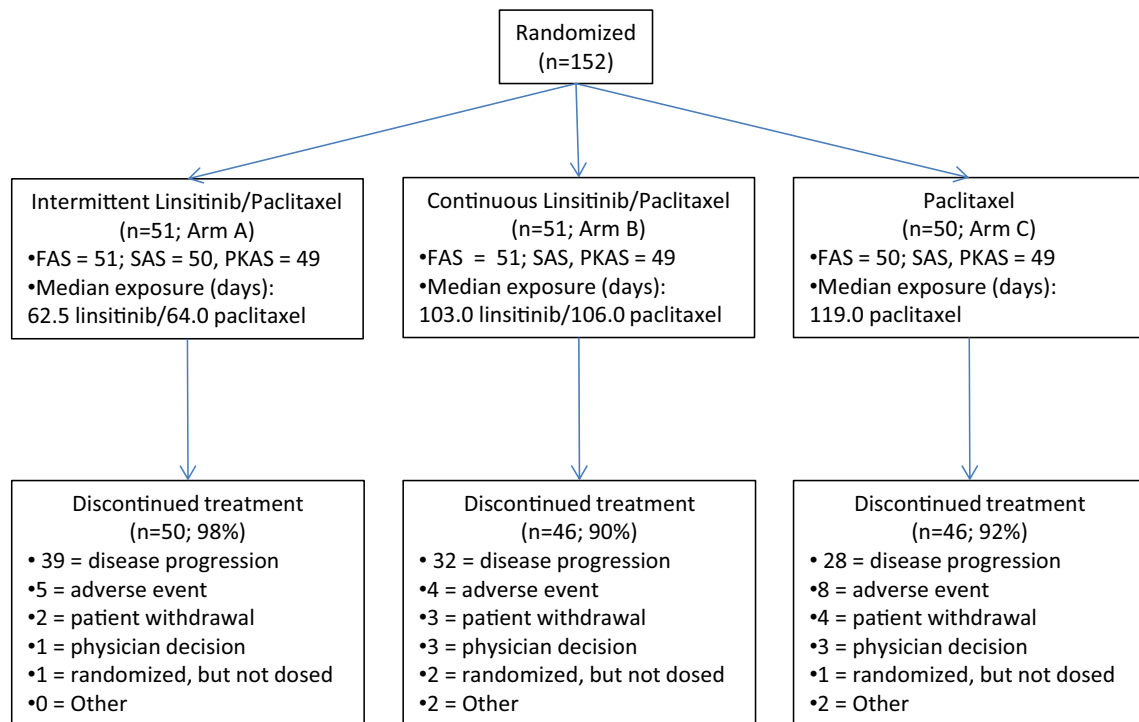 Randomized
(n=152)
Intermittent Linsitinib/Paclitaxel
(n=51; Arm A)
•FAS = 51; SAS = 50, PKAS = 49
•Median exposure (days):
62.5 linsitinib/64.0 paclitaxel
Continuous Linsitinib/Paclitaxel
(n=51; Arm B)
•FAS = 51; SAS, PKAS = 49
•Median exposure (days):
103.0 linsitinib/106.0 paclitaxel
Paclitaxel
(n=50; Arm C)
•FAS = 50; SAS, PKAS = 49
•Median exposure (days):
119.0 paclitaxel
Discontinued treatment
(n=50; 98%)
• 39 = disease progression
•5 = adverse event
•2 = patient withdrawal
•1 = physician decision
•1 = randomized, but not dosed
•0 = Other
Discontinued treatment
(n=46; 90%)
• 32 = disease progression
•4 = adverse event
•3 = patient withdrawal
•3 = physician decision
•2 = randomized, but not dosed
•2 = Other
Discontinued treatment
(n=46; 92%)
• 28 = disease progression
•8 = adverse event
•4 = patient withdrawal
•3 = physician decision
•1 = randomized, but not dosed
•2 = Other